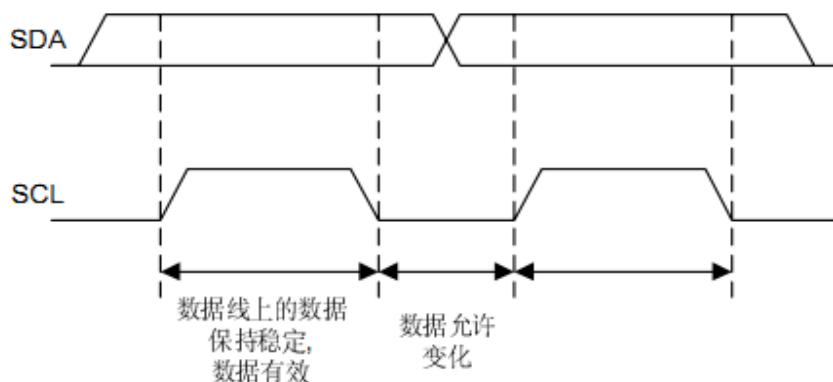 SDA
SCL
数据线上的数据
保持稳定,
数据有效
数据允许
变化